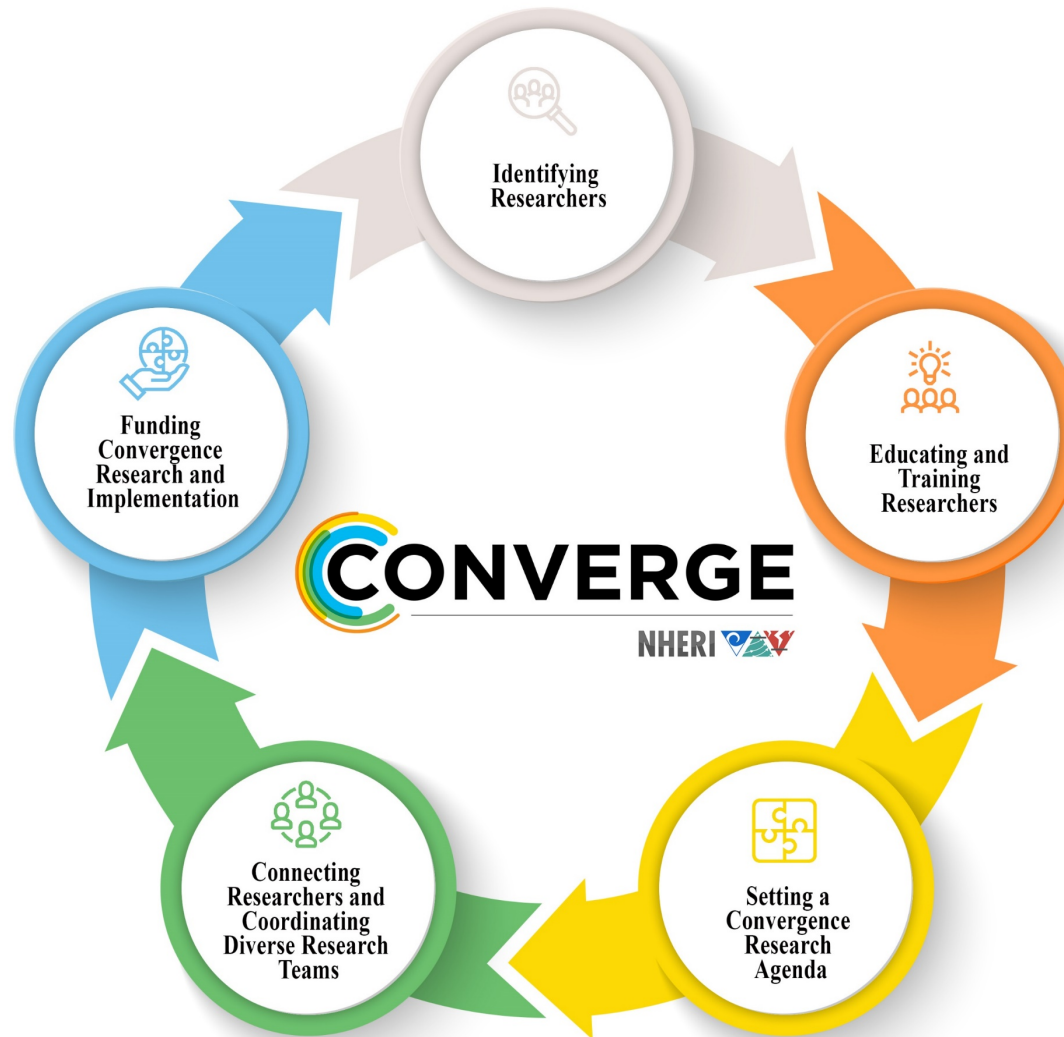 Identifying
Researchers
Educating and
Training
Researchers
Setting a
Convergence
Research
Agenda
Connecting
Researchers and
Coordinating
Diverse Research
Teams
Funding
Convergence
Research and
Implementation
CONVERGE
NHERI